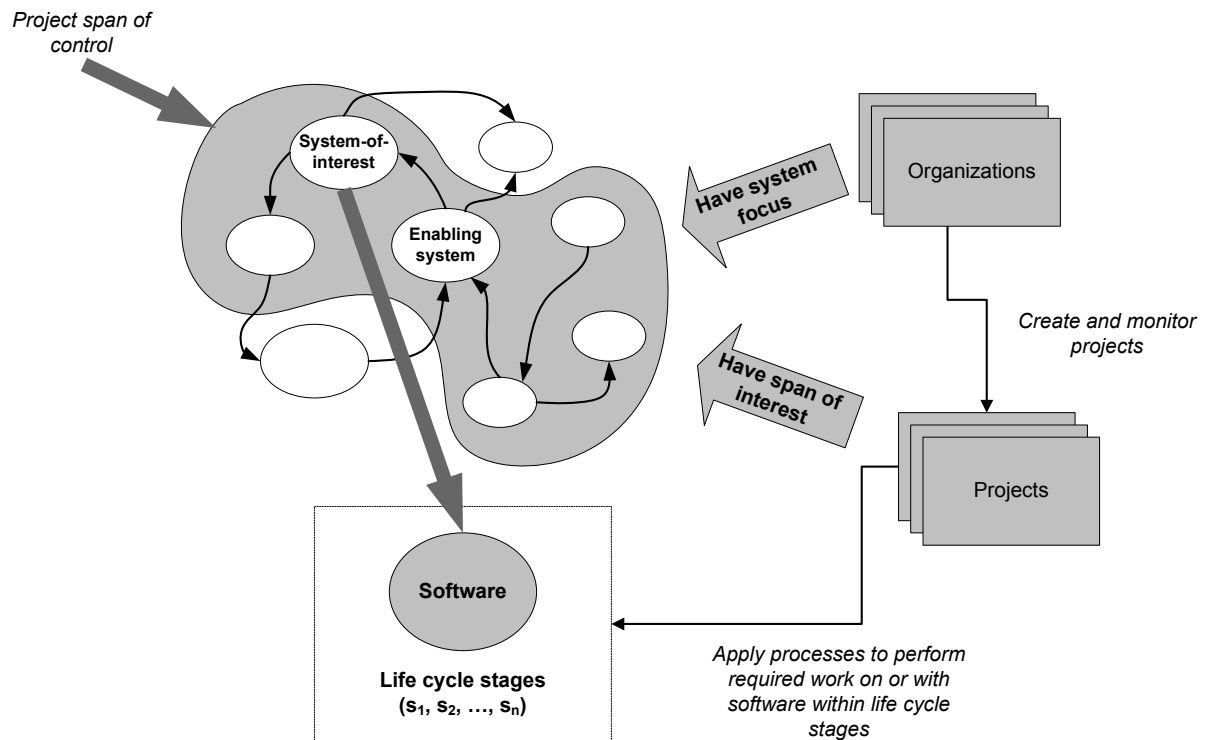 Project span of
control
System-of-
interest
Enabling
system
Have system
focus
Organizations
Create and monitor
projects
Have span of
interest
Projects
Software
Life cycle stages
(s₁, s₂, …, sₙ)
Apply processes to perform
required work on or with
software within life cycle
stages